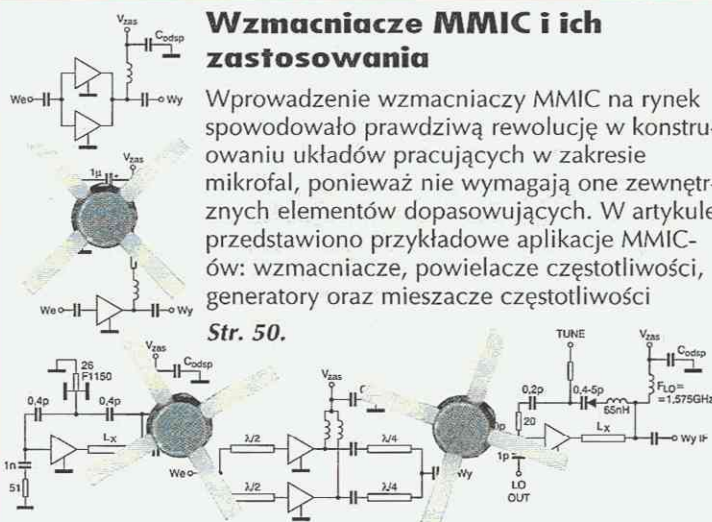 Wzmacniacze MMIC i ich
zastosowania
Wprowadzenie wzmacniaczy MMIC na rynek
spowodowało prawdziwą rewolucję w konstru-
owaniu układów pracujących w zakresie
mikrofal, ponieważ nie wymagają one zewnętr-
znych elementów dopasowujących. W artykule
przedstawiono przykładowe aplikacje MMIC-
ów: wzmacniacze, powielacze częstotliwości,
generatory oraz mieszacze częstotliwości
Str. 50.
Vzas
Codsp
We
Wy
Vzas
1µ
We
Wy
26
F1150
0,4p
0,4p
Lx
1n
51
Vzas
Codsp
We
λ/2
λ/2
Vzas
λ/4
λ/4
Wy
TUNE
0,2p
0,4-5p
20
65nH
Lx
1p
LO
OUT
Vzas
Codsp
FLO=
=1,575GHz
Wy IF